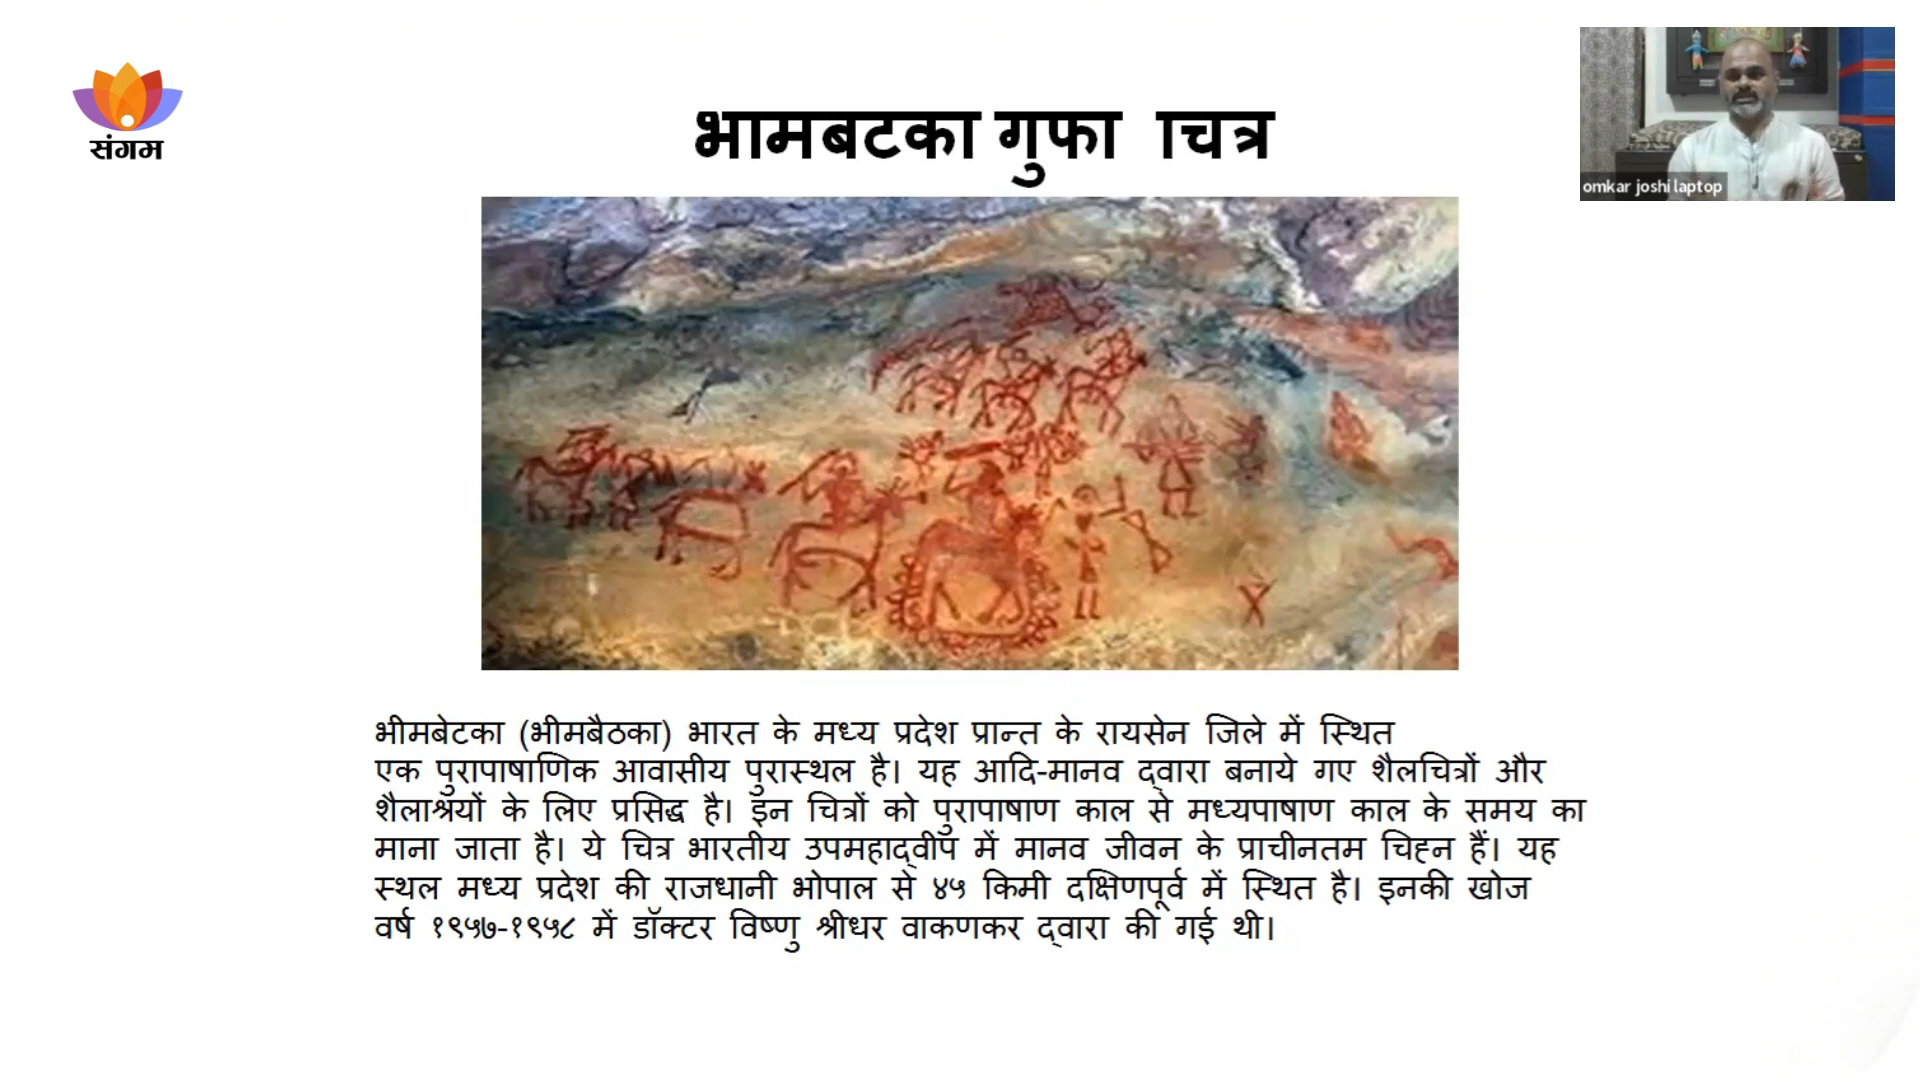 संगम
भामबटका गुफा ाचत्र
omkar joshi laptop
भीमबेटका (भीमबैठका) भारत के मध्य प्रदेश प्रान्त के रायसेन जिले में स्थित
एक पुरापाषाणिक आवासीय पुरास्थल है। यह आदि-मानव द्वारा बनाये गए शैलचित्रों और
शैलाश्रयों के लिए प्रसिद्ध है। इन चित्रों को पुरापाषाण काल से मध्यपाषाण काल के समय का
माना जाता है। ये चित्र भारतीय उपमहाद्वीप में मानव जीवन के प्राचीनतम चिह्न हैं। यह
स्थल मध्य प्रदेश की राजधानी भोपाल से ४५ किमी दक्षिणपूर्व में स्थित है। इनकी खोज
वर्ष १९५७-१९५८ में डॉक्टर विष्णु श्रीधर वाकणकर द्वारा की गई थी।